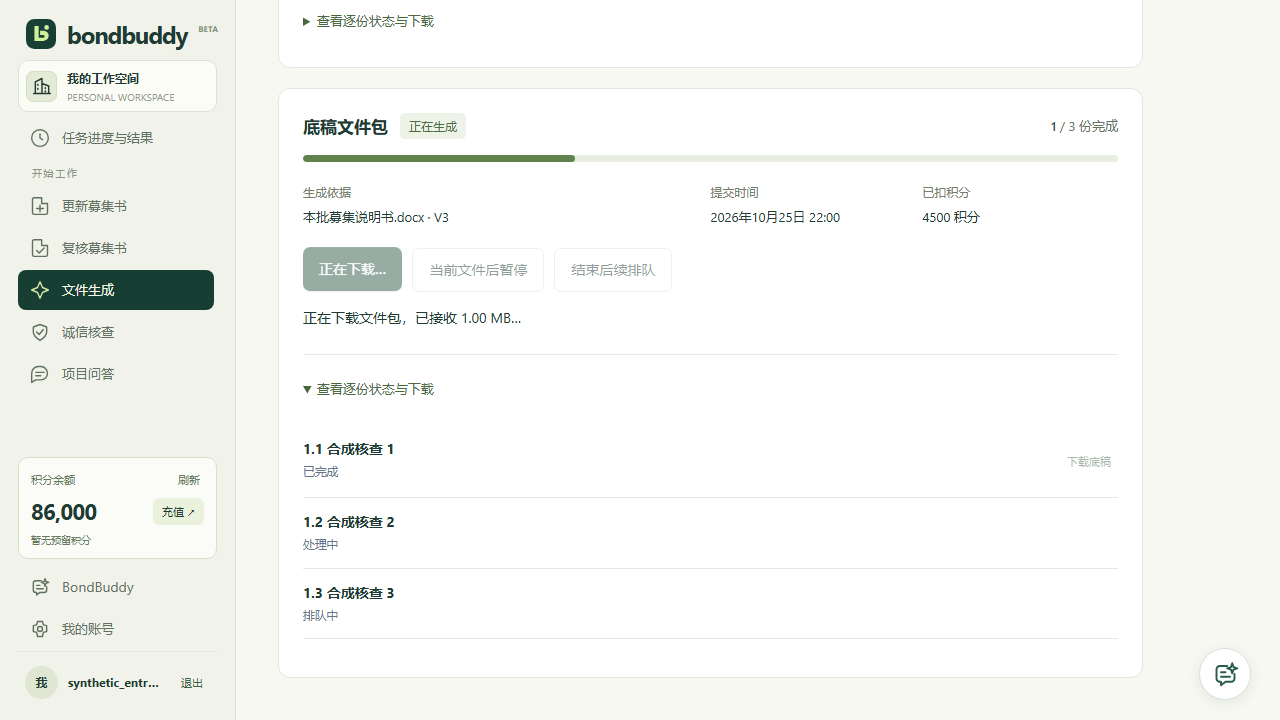 bondbuddy BETA
我的工作空间
PERSONAL WORKSPACE
任务进度与结果
开始工作
更新募集书
复核募集书
文件生成
诚信核查
项目问答
积分余额 刷新
86,000 充值 ↗
暂无预留积分
BondBuddy
我的账号
我 synthetic_entr... 退出
▶ 查看逐份状态与下载
底稿文件包 正在生成 1 / 3 份完成
生成依据 提交时间 已扣积分
本批募集说明书.docx · V3 2026年10月25日 22:00 4500 积分
正在下载... 当前文件后暂停 结束后续排队
正在下载文件包，已接收 1.00 MB...
▼ 查看逐份状态与下载
1.1 合成核查 1
已完成 下载底稿
1.2 合成核查 2
处理中
1.3 合成核查 3
排队中